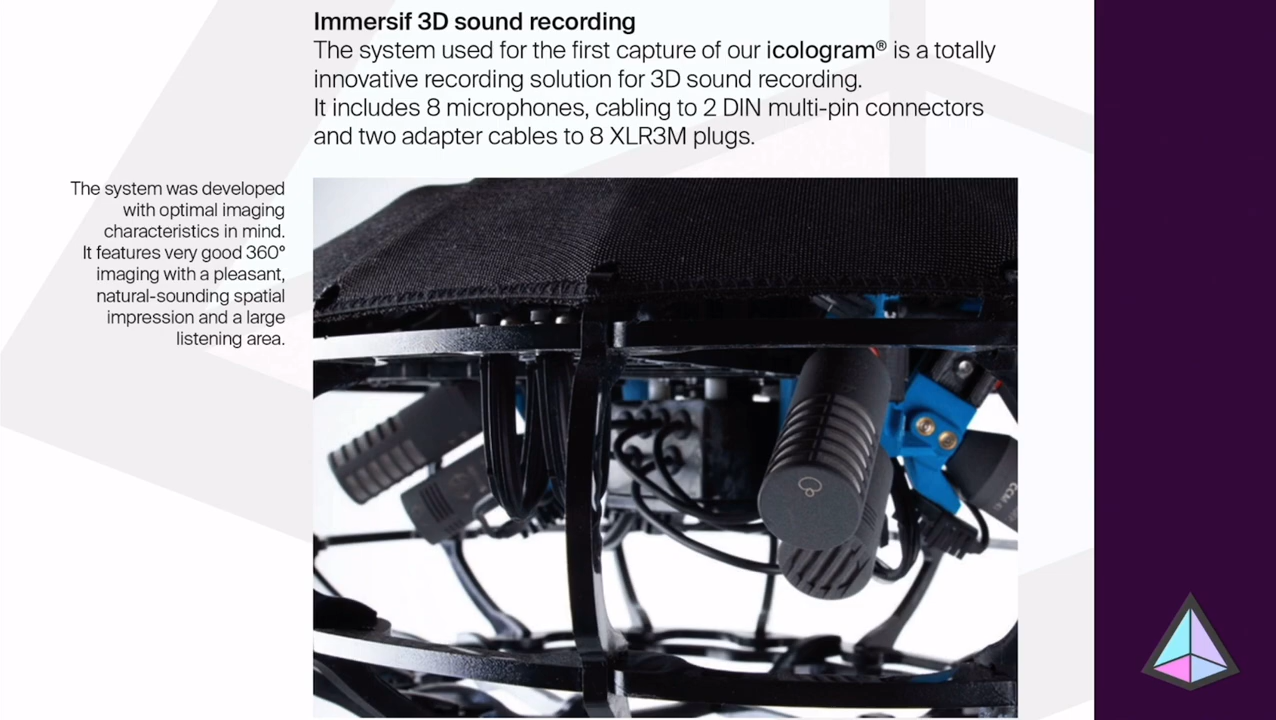 Immersif 3D sound recording
The system used for the first capture of our icologram® is a totally
innovative recording solution for 3D sound recording.
It includes 8 microphones, cabling to 2 DIN multi-pin connectors
and two adapter cables to 8 XLR3M plugs.
The system was developed
with optimal imaging
characteristics in mind.
It features very good 360°
imaging with a pleasant,
natural-sounding spatial
impression and a large
listening area.
CCM